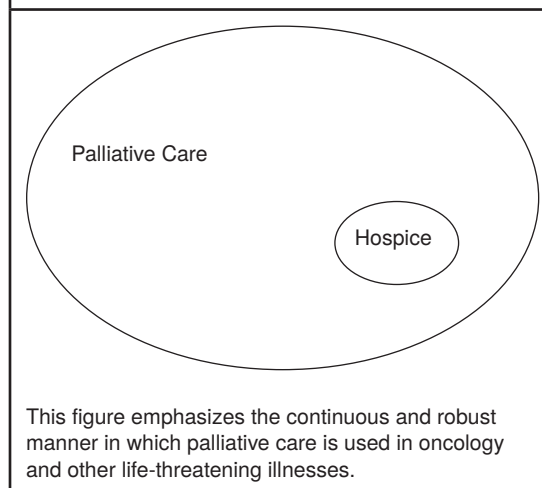 Palliative Care
Hospice
This figure emphasizes the continuous and robust
manner in which palliative care is used in oncology
and other life-threatening illnesses.